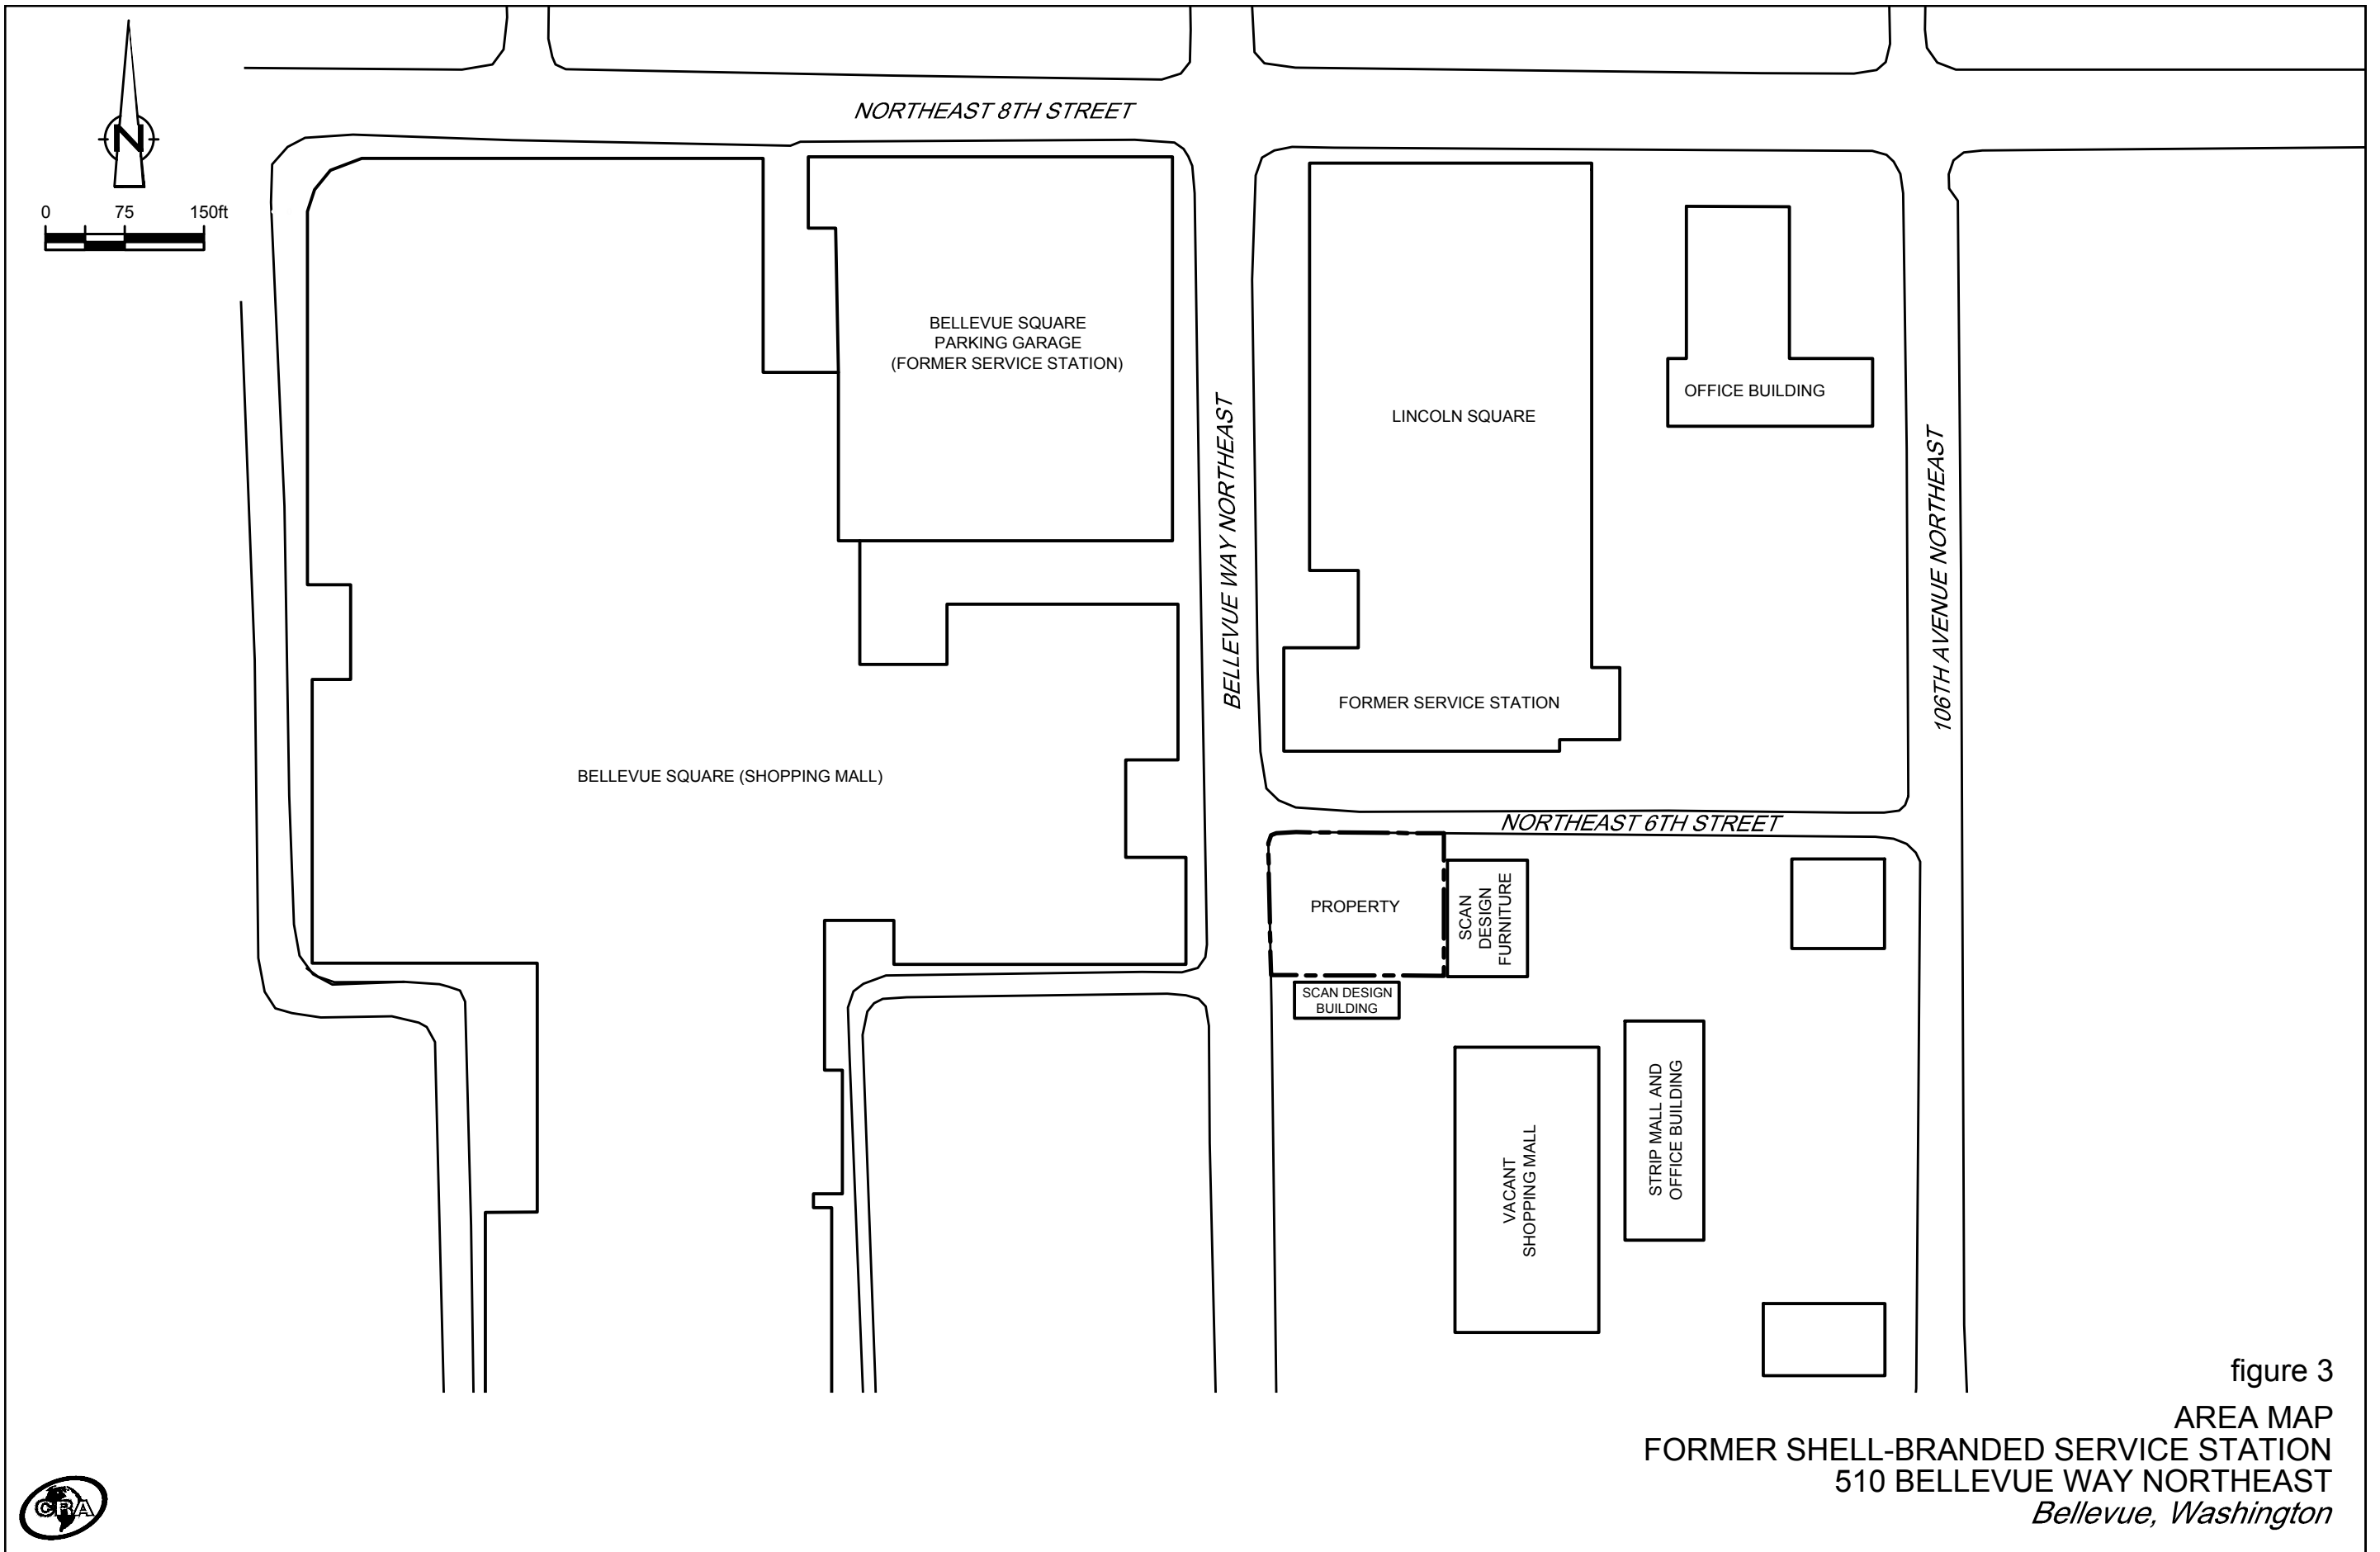 NORTHEAST 8TH STREET
N
0 75 150ft
BELLEVUE SQUARE
PARKING GARAGE
(FORMER SERVICE STATION)
BELLEVUE WAY NORTHEAST
LINCOLN SQUARE
OFFICE BUILDING
106TH AVENUE NORTHEAST
FORMER SERVICE STATION
BELLEVUE SQUARE (SHOPPING MALL)
NORTHEAST 6TH STREET
PROPERTY
SCAN
DESIGN
FURNITURE
SCAN DESIGN
BUILDING
VACANT
SHOPPING MALL
STRIP MALL AND
OFFICE BUILDING
figure 3
AREA MAP
FORMER SHELL-BRANDED SERVICE STATION
510 BELLEVUE WAY NORTHEAST
Bellevue, Washington
CRA